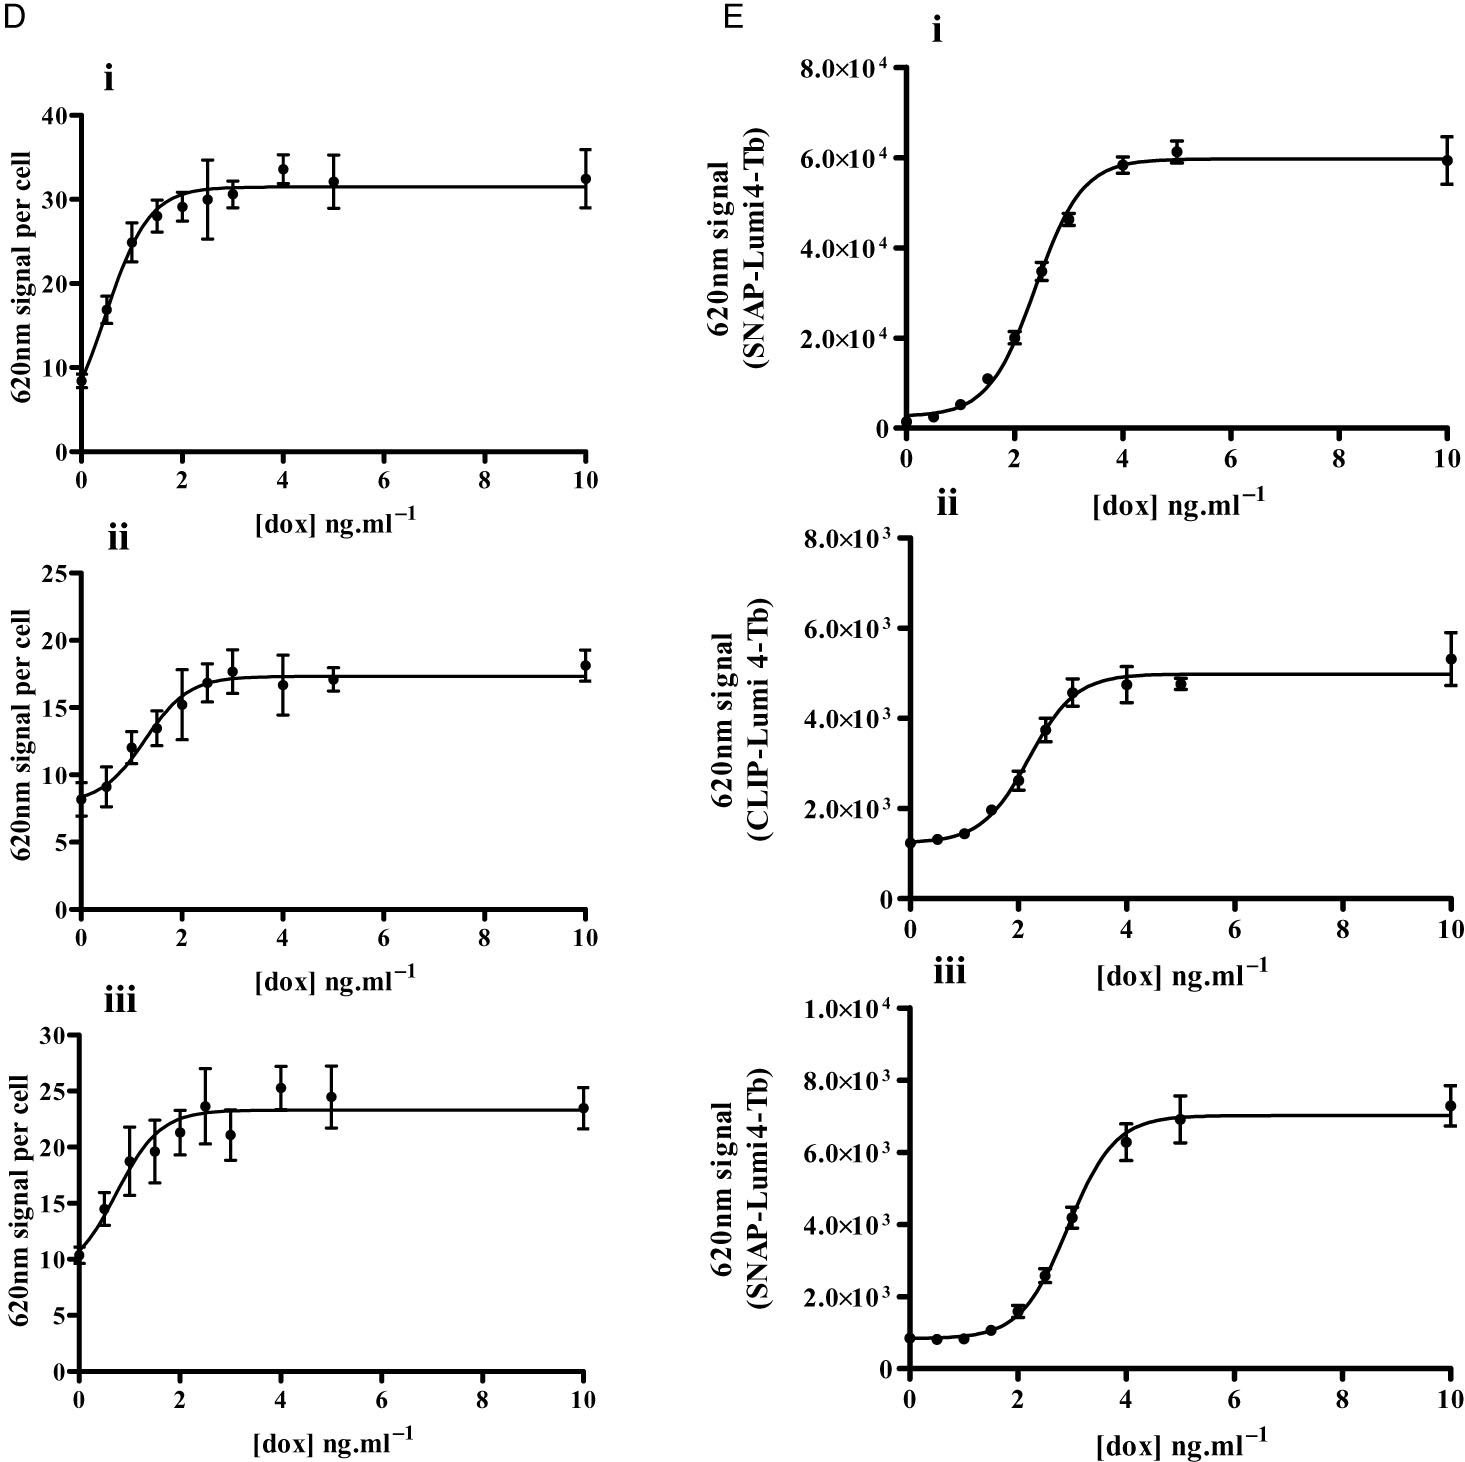 D
i
620nm signal per cell
40
30
20
10
0
0 2 4 6 8 10
[dox] ng.ml⁻¹
ii
620nm signal per cell
25
20
15
10
5
0
0 2 4 6 8 10
[dox] ng.ml⁻¹
iii
620nm signal per cell
30
25
20
15
10
5
0
0 2 4 6 8 10
[dox] ng.ml⁻¹
E
i
620nm signal
(SNAP-Lumi4-Tb)
8.0×10⁴
6.0×10⁴
4.0×10⁴
2.0×10⁴
0
0 2 4 6 8 10
[dox] ng.ml⁻¹
ii
620nm signal
(CLIP-Lumi 4-Tb)
8.0×10³
6.0×10³
4.0×10³
2.0×10³
0
0 2 4 6 8 10
[dox] ng.ml⁻¹
iii
620nm signal
(SNAP-Lumi4-Tb)
1.0×10⁴
8.0×10³
6.0×10³
4.0×10³
2.0×10³
0
0 2 4 6 8 10
[dox] ng.ml⁻¹